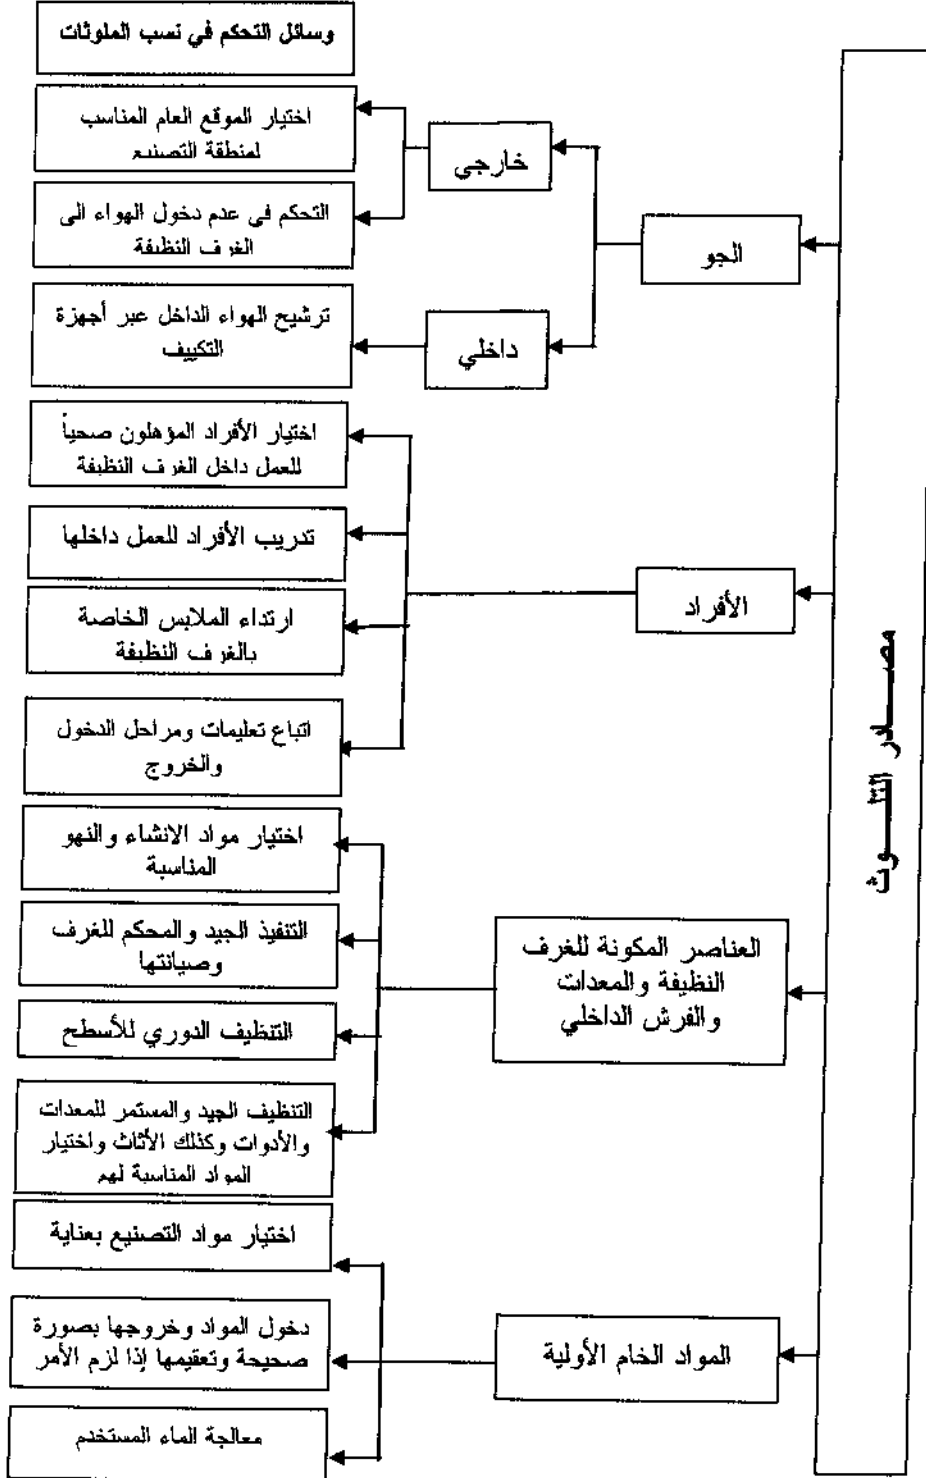 وسائل التحكم في نسب الملوثات
مصــادر التلــوث
الجو
خارجي
اختيار الموقع العام المناسب
لمنطقة التصنيع
التحكم في عدم دخول الهواء الى
الغرف النظيفة
داخلي
ترشيح الهواء الداخل عبر أجهزة
التكييف
الأفراد
اختيار الأفراد المؤهلون صحياً
للعمل داخل الغرف النظيفة
تدريب الأفراد للعمل داخلها
ارتداء الملابس الخاصة
بالغرف النظيفة
اتباع تعليمات ومراحل الدخول
والخروج
العناصر المكونة للغرف
النظيفة والمعدات
والفرش الداخلي
اختيار مواد الانشاء والنهو
المناسبة
التنفيذ الجيد والمحكم للغرف
وصيانتها
التنظيف الدوري للأسطح
التنظيف الجيد والمستمر للمعدات
والأدوات وكذلك الأثاث واختيار
المواد المناسبة لهم
المواد الخام الأولية
اختيار مواد التصنيع بعناية
دخول المواد وخروجها بصورة
صحيحة وتعقيمها إذا لزم الأمر
معالجة الماء المستخدم